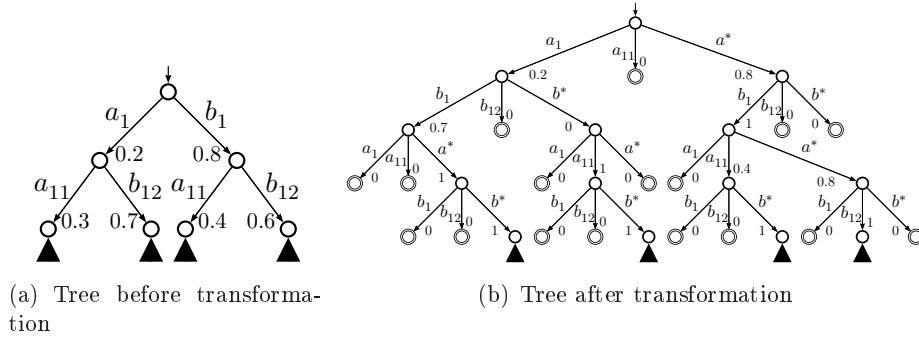 a₁ b₁
0.2 0.8
a₁₁ b₁₂ a₁₁ b₁₂
0.3 0.7 0.4 0.6
(a) Tree before transforma-
tion
a₁ a₁₁ a*
0.2 0 0.8
b₁ b₁₂ b* b₁ b₁₂ b*
0.7 0 0 1 0 0
a₁ a₁₁ a* a₁ a₁₁ a* a₁ a₁₁ a*
0 0 1 0 1 0 0 0.4 0.8
b₁ b₁₂ b* b₁ b₁₂ b* b₁ b₁₂ b* b₁ b₁₂ b*
0 0 1 0 0 1 0 0 1 0 1 0
(b) Tree after transformation